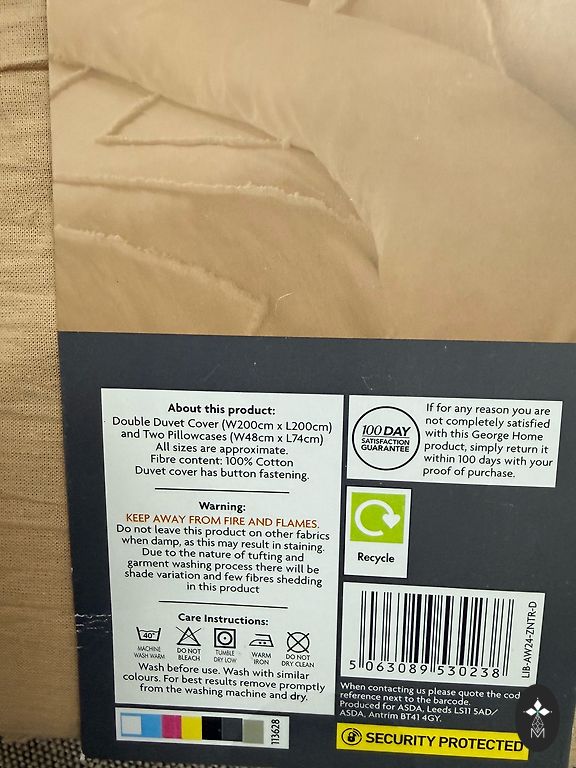 About this product:
Double Duvet Cover (W200cm x L200cm)
and Two Pillowcases (W48cm x L74cm)
All sizes are approximate.
Fibre content: 100% Cotton
Duvet cover has button fastening.
Warning:
KEEP AWAY FROM FIRE AND FLAMES.
Do not leave this product on other fabrics
when damp, as this may result in staining.
Due to the nature of tufting and
garment washing process there will be
shade variation and few fibres shedding
in this product
Care Instructions:
40°
MACHINE
WASH WARM
DO NOT
BLEACH
TUMBLE
DRY LOW
WARM
IRON
DO NOT
DRY CLEAN
Wash before use. Wash with similar
colours. For best results remove promptly
from the washing machine and dry.
113628
100 DAY
SATISFACTION
GUARANTEE
If for any reason you are
not completely satisfied
with this George Home
product, simply return it
within 100 days with your
proof of purchase.
Recycle
5 063089 530238
LIB-AW24-ZNTR-D
When contacting us please quote the cod
reference next to the barcode.
Produced for ASDA, Leeds LS11 5AD/
ASDA, Antrim BT41 4GY.
SECURITY PROTECTED